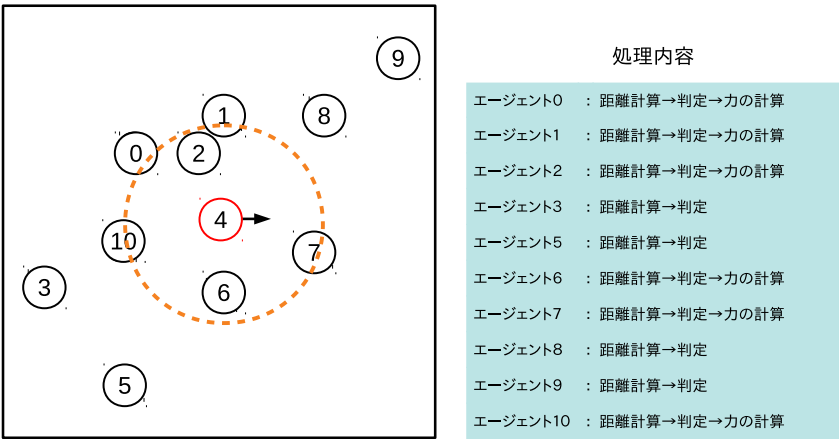 9
1
8
0
2
4
10
7
3
6
5
処理内容
エージェント0 : 距離計算→判定→力の計算
エージェント1 : 距離計算→判定→力の計算
エージェント2 : 距離計算→判定→力の計算
エージェント3 : 距離計算→判定
エージェント5 : 距離計算→判定
エージェント6 : 距離計算→判定→力の計算
エージェント7 : 距離計算→判定→力の計算
エージェント8 : 距離計算→判定
エージェント9 : 距離計算→判定
エージェント10 : 距離計算→判定→力の計算